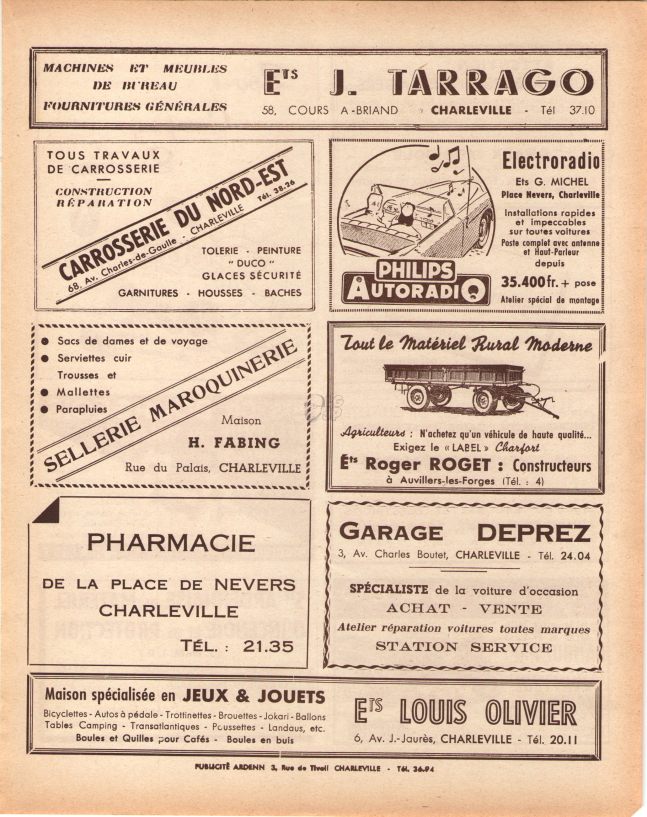 MACHINES ET MEUBLES
DE BUREAU
FOURNITURES GÉNÉRALES
Ets J. TARRAGO
58, COURS A-BRIAND - CHARLEVILLE - Tél 37.10
TOUS TRAVAUX
DE CARROSSERIE
CONSTRUCTION
RÉPARATION
CARROSSERIE DU NORD-EST
68, Av. Charles-de-Gaulle - CHARLEVILLE Tél. 38-26
TOLERIE - PEINTURE
" DUCO "
GLACES SÉCURITÉ
GARNITURES - HOUSSES - BACHES
Electroradio
Ets G. MICHEL
Place Nevers, Charleville
Installations rapides
et impeccables
sur toutes voitures
Poste complet avec antenne
et Haut-Parleur
depuis
35.400 fr. + pose
Atelier spécial de montage
PHILIPS
AUTORADIO
Sacs de dames et de voyage
Serviettes cuir
Trousses et
Mallettes
Parapluies
SELLERIE MAROQUINERIE
Maison
H. FABING
Rue du Palais, CHARLEVILLE
Tout le Matériel Rural Moderne
Agriculteurs : N'achetez qu'un véhicule de haute qualité...
Exigez le « LABEL » Charfort
Éts Roger ROGET : Constructeurs
à Auvillers-les-Forges (Tél. : 4)
PHARMACIE
DE LA PLACE DE NEVERS
CHARLEVILLE
TÉL. : 21.35
GARAGE DEPREZ
3, Av. Charles Boutet, CHARLEVILLE - Tél. 24.04
SPÉCIALISTE de la voiture d'occasion
ACHAT - VENTE
Atelier réparation voitures toutes marques
STATION SERVICE
Maison spécialisée en JEUX & JOUETS
Bicyclettes - Autos à pédale - Trottinettes - Brouettes - Jokari - Ballons
Tables Camping - Transatlantiques - Poussettes - Landaus, etc.
Boules et Quilles pour Cafés - Boules en buis
Ets LOUIS OLIVIER
6, Av. J.-Jaurès, CHARLEVILLE - Tél. 20.11
PUBLICITÉ ARDENN 3, Rue de Tivoli CHARLEVILLE - Tél. 36.94